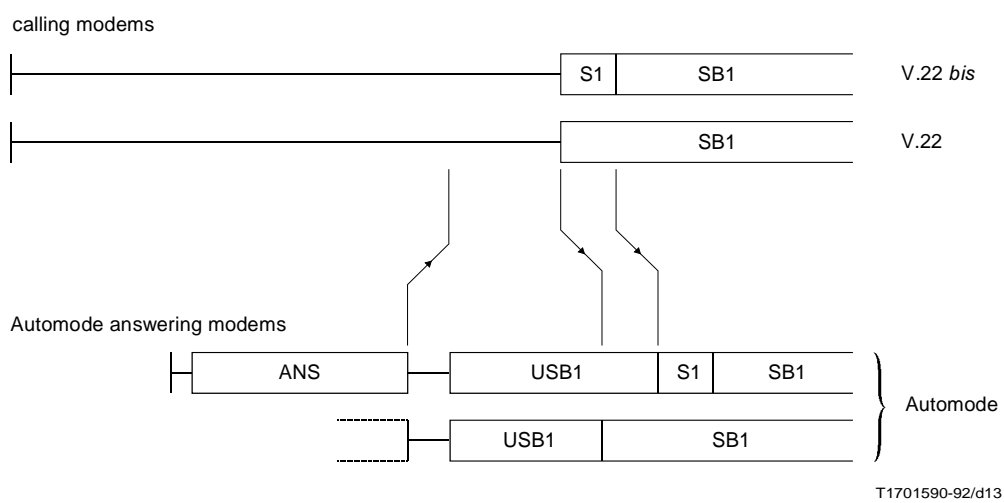 calling modems
S1 SB1 V.22 bis
SB1 V.22
Automode answering modems
ANS USB1 S1 SB1
Automode
USB1 SB1
T1701590-92/d13